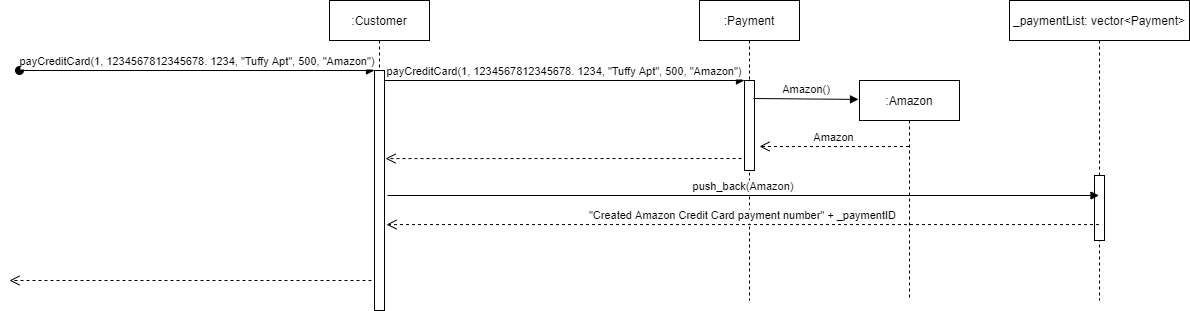 :Customer
:Payment
_paymentList: vector<Payment>
payCreditCard(1, 1234567812345678. 1234, "Tuffy Apt", 500, "Amazon")
payCreditCard(1, 1234567812345678. 1234, "Tuffy Apt", 500, "Amazon")
Amazon()
:Amazon
Amazon
push_back(Amazon)
"Created Amazon Credit Card payment number" + _paymentID